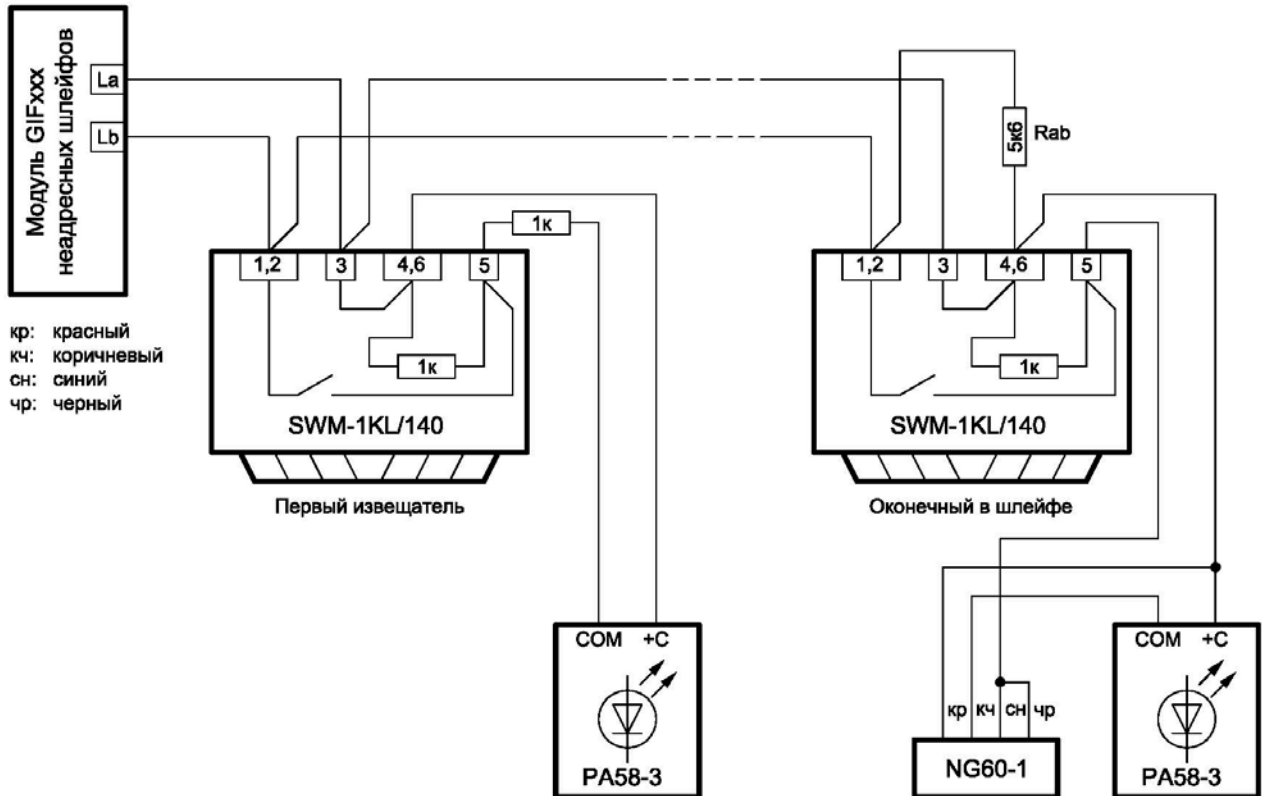 Модуль GIFxxx
неадресных шлейфов
La
Lb
5к6
Rab
1к
1,2
3
4,6
5
1к
SWM-1KL/140
Первый извещатель
1,2
3
4,6
5
1к
SWM-1KL/140
Оконечный в шлейфе
кр: красный
кч: коричневый
сн: синий
чр: черный
COM +C
PA58-3
кр кч сн чр
NG60-1
COM +C
PA58-3